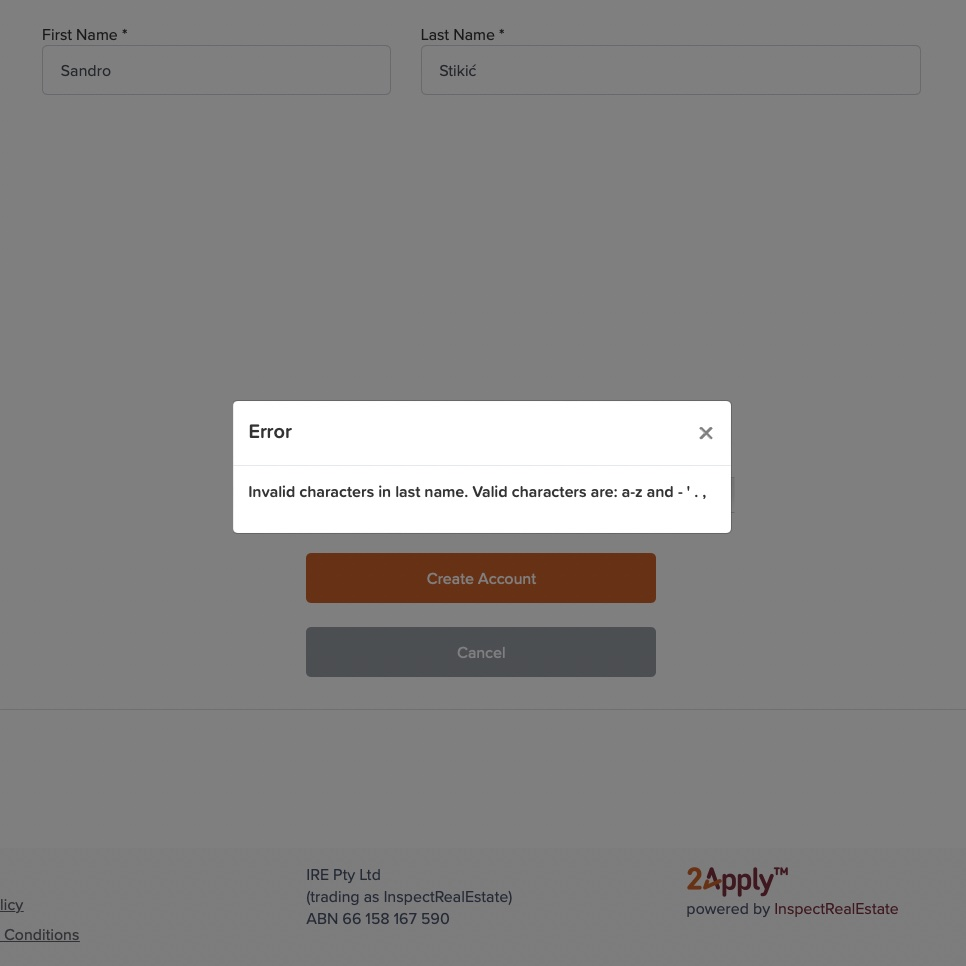 First Name *
Last Name *
Sandro
Stikić
Error
Invalid characters in last name. Valid characters are: a-z and - ' . ,
Create Account
Cancel
licy
Conditions
IRE Pty Ltd
(trading as InspectRealEstate)
ABN 66 158 167 590
2Apply™
powered by InspectRealEstate